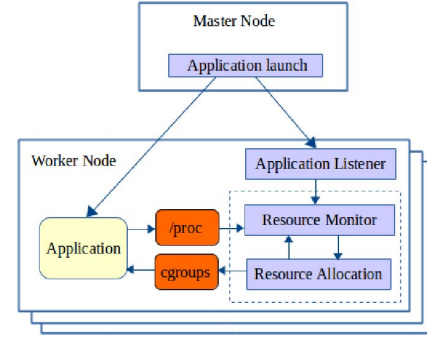 Master Node
Application launch
Worker Node
Application Listener
/proc
Resource Monitor
Application
cgroups
Resource Allocation